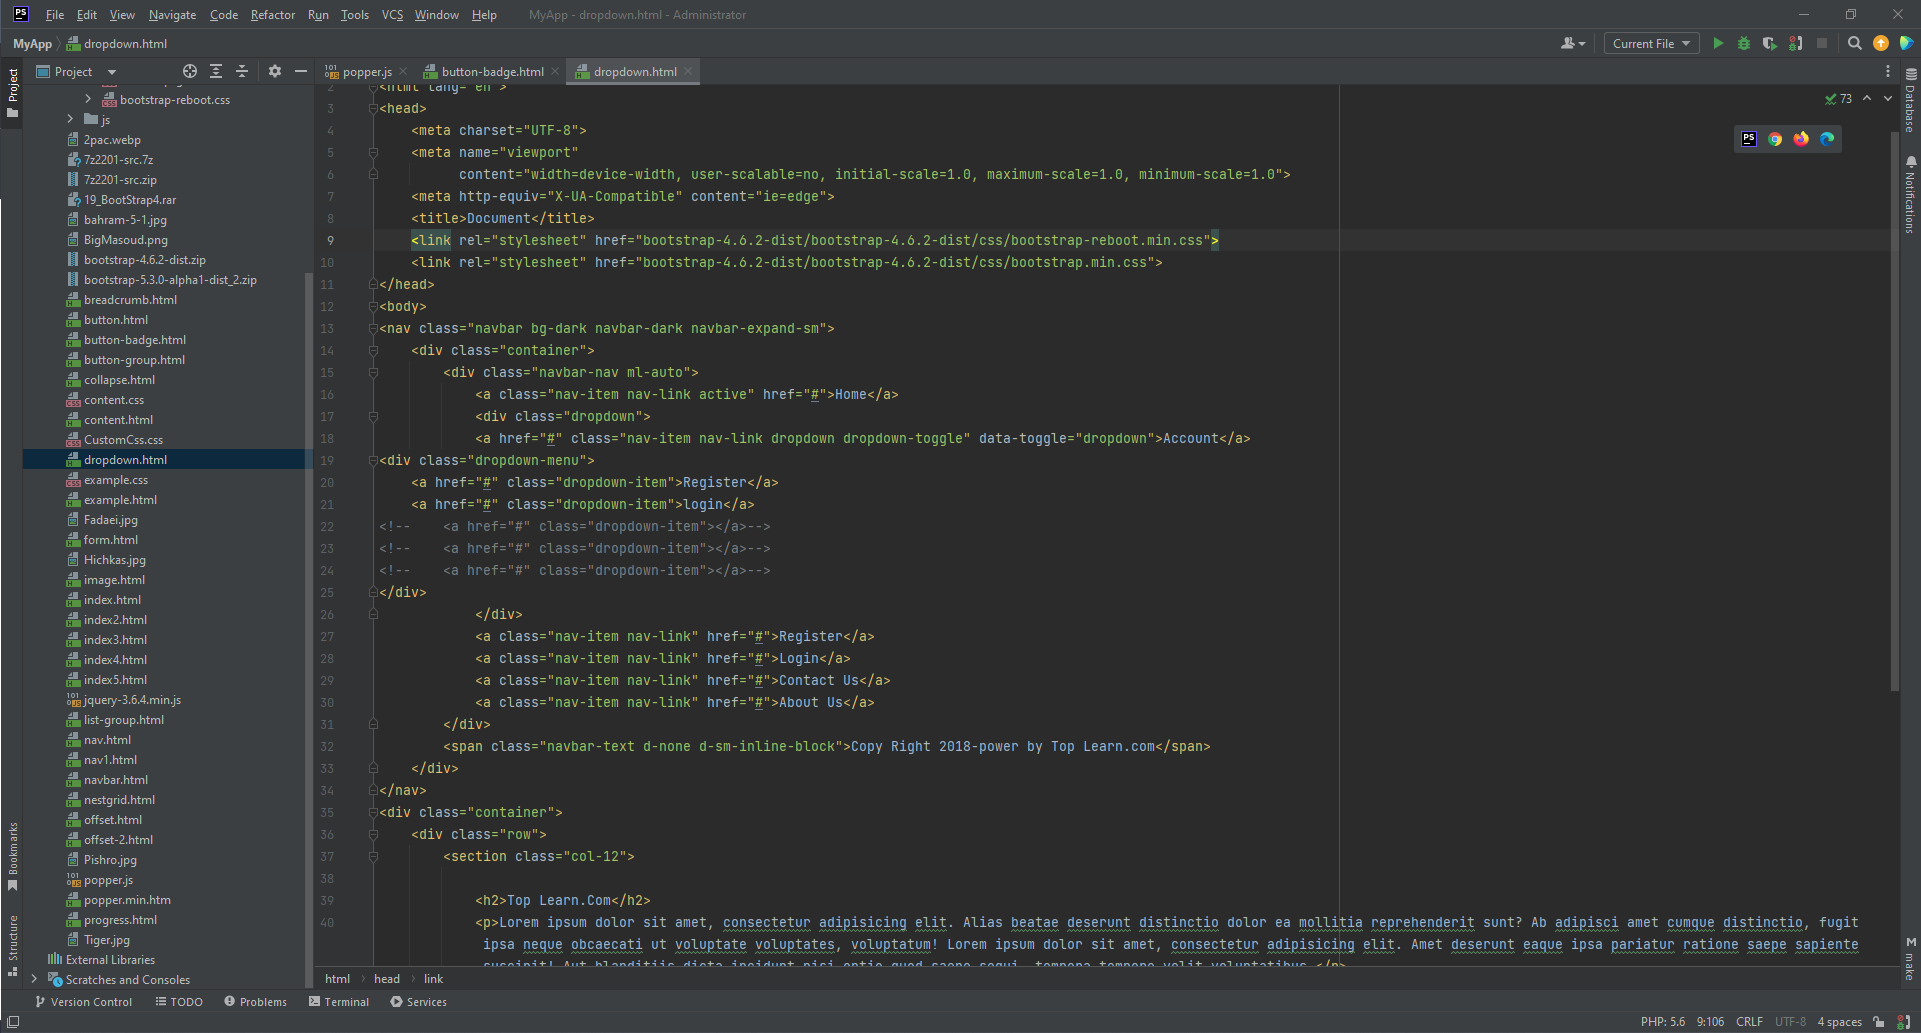 PS File Edit View Navigate Code Refactor Run Tools VCS Window Help MyApp - dropdown.html - Administrator
MyApp dropdown.html Current File
Project
Project
bootstrap-reboot.css
js
2pac.webp
7z2201-src.7z
7z2201-src.zip
19_BootStrap4.rar
bahram-5-1.jpg
BigMasoud.png
bootstrap-4.6.2-dist.zip
bootstrap-5.3.0-alpha1-dist_2.zip
breadcrumb.html
button.html
button-badge.html
button-group.html
collapse.html
content.css
content.html
CustomCss.css
dropdown.html
example.css
example.html
Fadaei.jpg
form.html
Hichkas.jpg
image.html
index.html
index2.html
index3.html
index4.html
index5.html
jquery-3.6.4.min.js
list-group.html
nav.html
nav1.html
navbar.html
nestgrid.html
offset.html
offset-2.html
Pishro.jpg
popper.js
popper.min.htm
progress.html
Tiger.jpg
External Libraries
Scratches and Consoles
Bookmarks
Structure
popper.js button-badge.html dropdown.html
73
PS
2 <html lang="en">
3 <head>
4 <meta charset="UTF-8">
5 <meta name="viewport"
6 content="width=device-width, user-scalable=no, initial-scale=1.0, maximum-scale=1.0, minimum-scale=1.0">
7 <meta http-equiv="X-UA-Compatible" content="ie=edge">
8 <title>Document</title>
9 <link rel="stylesheet" href="bootstrap-4.6.2-dist/bootstrap-4.6.2-dist/css/bootstrap-reboot.min.css">
10 <link rel="stylesheet" href="bootstrap-4.6.2-dist/bootstrap-4.6.2-dist/css/bootstrap.min.css">
11 </head>
12 <body>
13 <nav class="navbar bg-dark navbar-dark navbar-expand-sm">
14 <div class="container">
15 <div class="navbar-nav ml-auto">
16 <a class="nav-item nav-link active" href="#">Home</a>
17 <div class="dropdown">
18 <a href="#" class="nav-item nav-link dropdown dropdown-toggle" data-toggle="dropdown">Account</a>
19 <div class="dropdown-menu">
20 <a href="#" class="dropdown-item">Register</a>
21 <a href="#" class="dropdown-item">login</a>
22 <!-- <a href="#" class="dropdown-item"></a>-->
23 <!-- <a href="#" class="dropdown-item"></a>-->
24 <!-- <a href="#" class="dropdown-item"></a>-->
25 </div>
26 </div>
27 <a class="nav-item nav-link" href="#">Register</a>
28 <a class="nav-item nav-link" href="#">Login</a>
29 <a class="nav-item nav-link" href="#">Contact Us</a>
30 <a class="nav-item nav-link" href="#">About Us</a>
31 </div>
32 <span class="navbar-text d-none d-sm-inline-block">Copy Right 2018-power by Top Learn.com</span>
33 </div>
34 </nav>
35 <div class="container">
36 <div class="row">
37 <section class="col-12">
38
39 <h2>Top Learn.Com</h2>
40 <p>Lorem ipsum dolor sit amet, consectetur adipisicing elit. Alias beatae deserunt distinctio dolor ea mollitia reprehenderit sunt? Ab adipisci amet cumque distinctio, fugit
ipsa neque obcaecati ut voluptate voluptates, voluptatum! Lorem ipsum dolor sit amet, consectetur adipisicing elit. Amet deserunt eaque ipsa pariatur ratione saepe sapiente
html head link
Database
Notifications
M make
Version Control TODO Problems Terminal Services
PHP: 5.6 9:106 CRLF UTF-8 4 spaces